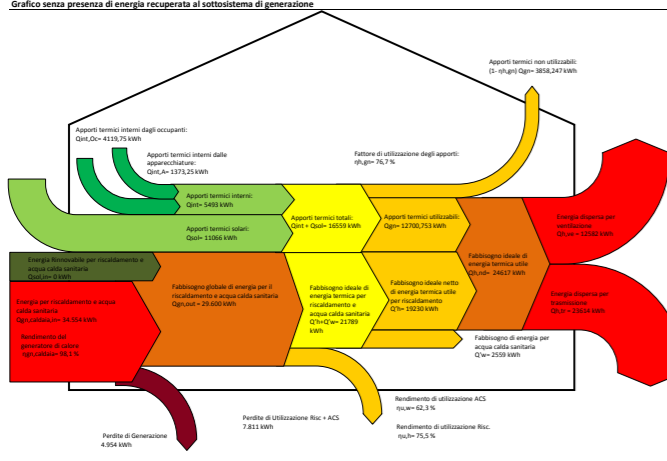 Grafico senza presenza di energia recuperata al sottosistema di generazione
Apporti termici non utilizzabili:
(1- ηh,gn) Qgn= 3858,247 kWh
Apporti termici interni dagli occupanti:
Qint,Oc= 4119,75 kWh
Apporti termici interni dalle
apparecchiature:
Qint,A= 1373,25 kWh
Fattore di utilizzazione degli apporti:
ηh,gn= 76,7 %
Apporti termici interni:
Qint= 5493 kWh
Apporti termici solari:
Qsol= 11066 kWh
Apporti termici totali:
Qint + Qsol= 16559 kWh
Apporti termici utilizzabili:
Qgn= 12700,753 kWh
Energia dispersa per
ventilazione
Qh,ve= 13582 kWh
Energia Rinnovabile per riscaldamento e
acqua calda sanitaria
Qsol,in= 0 kWh
Fabbisogno ideale di
energia termica utile
Qh,nd= 24617 kWh
Energia per riscaldamento e acqua
calda sanitaria
Qgn,caldaia,in= 34.554 kWh
Rendimento del
generatore di calore
ηgn,caldaia= 98,1 %
Fabbisogno globale di energia per il
riscaldamento e acqua calda sanitaria
Qgn,out = 29.600 kWh
Fabbisogno ideale di
energia termica per
riscaldamento e
acqua calda sanitaria
Q'h+Q'w= 21789
kWh
Fabbisogno ideale netto di
energia termica utile
per riscaldamento
Q'h= 19230 kWh
Energia dispersa per
trasmissione
Qh,tr= 23614 kWh
Fabbisogno di energia per
acqua calda sanitaria
Q'w= 2559 kWh
Perdite di Generazione
4.954 kWh
Perdite di Utilizzazione Risc + ACS
7.811 kWh
Rendimento di utilizzazione ACS
ηu,w= 62,3 %
Rendimento di utilizzazione Risc.
ηu,h= 75,5 %